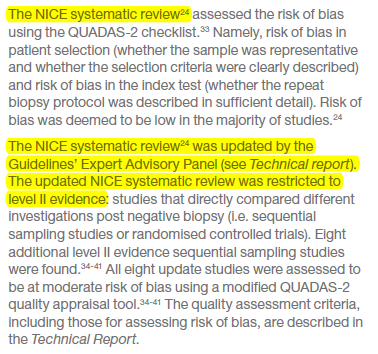 The NICE systematic review24 assessed the risk of bias
using the QUADAS-2 checklist.33 Namely, risk of bias in
patient selection (whether the sample was representative
and whether the selection criteria were clearly described)
and risk of bias in the index test (whether the repeat
biopsy protocol was described in sufficient detail). Risk of
bias was deemed to be low in the majority of studies.24
The NICE systematic review24 was updated by the
Guidelines' Expert Advisory Panel (see Technical report).
The updated NICE systematic review was restricted to
level II evidence: studies that directly compared different
investigations post negative biopsy (i.e. sequential
sampling studies or randomised controlled trials). Eight
additional level II evidence sequential sampling studies
were found.34-41 All eight update studies were assessed to
be at moderate risk of bias using a modified QUADAS-2
quality appraisal tool.34-41 The quality assessment criteria,
including those for assessing risk of bias, are described in
the Technical Report.